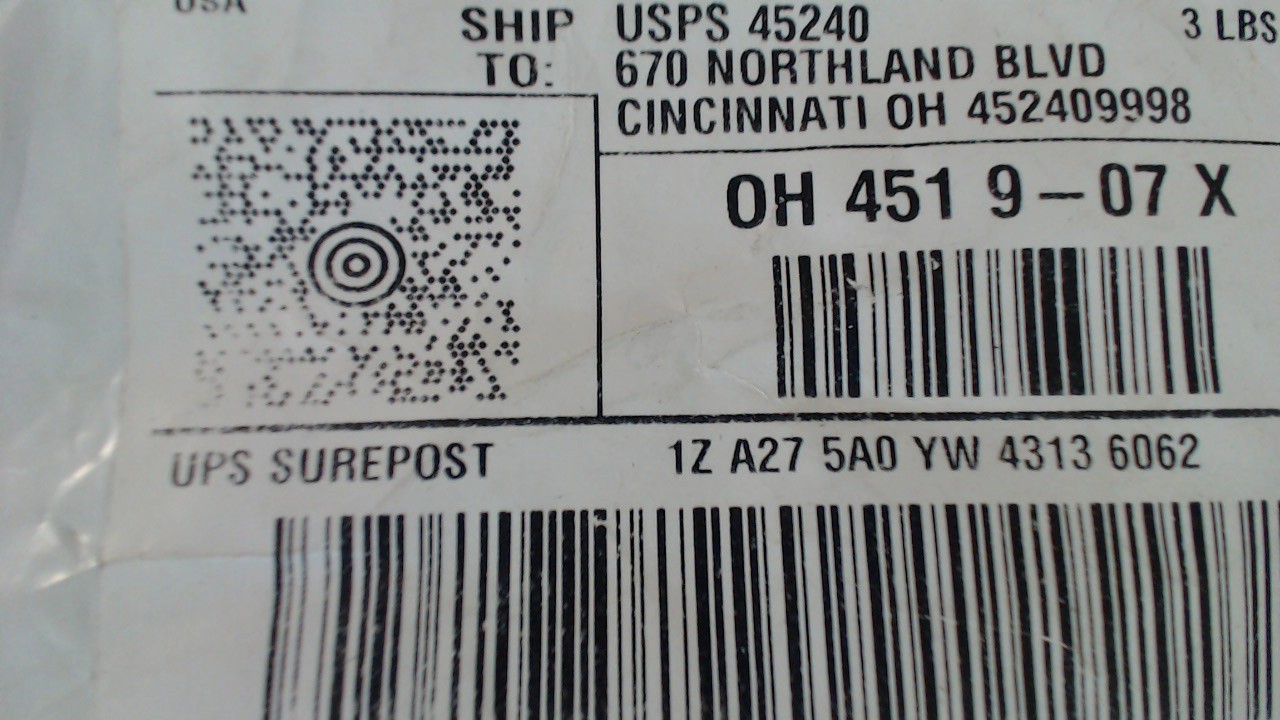 USA
SHIP TO:
USPS 45240
670 NORTHLAND BLVD
CINCINNATI OH 452409998
3 LBS
OH 451 9-07 X
UPS SUREPOST
1Z A27 5A0 YW 4313 6062